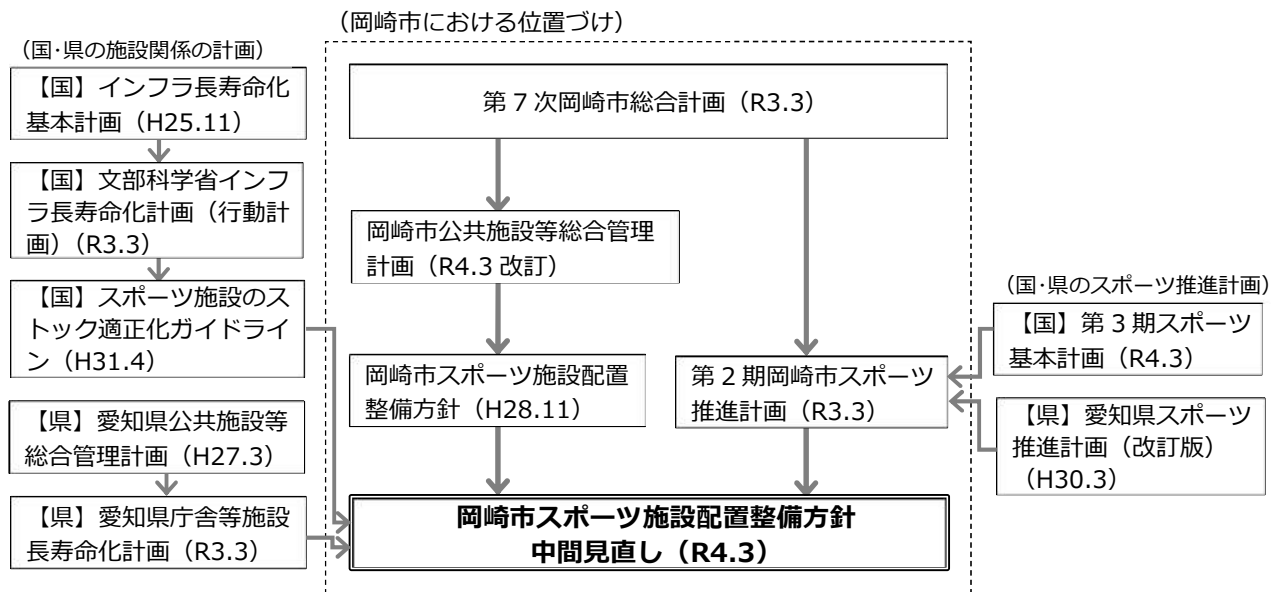 （国･県の施設関係の計画）
【国】インフラ長寿命化
基本計画（H25.11）
【国】文部科学省インフ
ラ長寿命化計画（行動計
画）（R3.3）
【国】スポーツ施設のス
トック適正化ガイドライ
ン（H31.4）
【県】愛知県公共施設等
総合管理計画（H27.3）
【県】愛知県庁舎等施設
長寿命化計画（R3.3）
（岡崎市における位置づけ）
第７次岡崎市総合計画（R3.3）
岡崎市公共施設等総合管理
計画（R4.3 改訂）
岡崎市スポーツ施設配置
整備方針（H28.11）
第２期岡崎市スポーツ
推進計画（R3.3）
岡崎市スポーツ施設配置整備方針
中間見直し（R4.3）
（国･県のスポーツ推進計画）
【国】第３期スポーツ
基本計画（R4.3）
【県】愛知県スポーツ
推進計画（改訂版）
（H30.3）